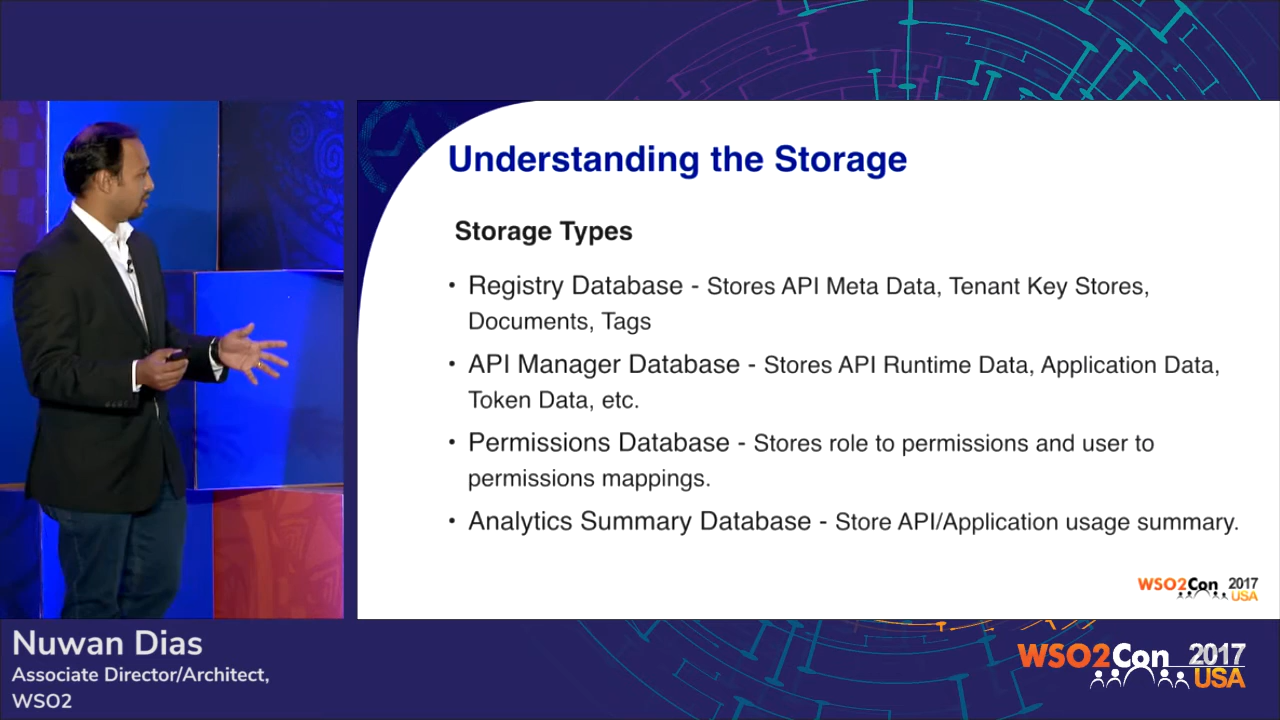 Understanding the Storage
Storage Types
• Registry Database - Stores API Meta Data, Tenant Key Stores,
Documents, Tags
• API Manager Database - Stores API Runtime Data, Application Data,
Token Data, etc.
• Permissions Database - Stores role to permissions and user to
permissions mappings.
• Analytics Summary Database - Store API/Application usage summary.
WSO2Con 2017
USA
Nuwan Dias
Associate Director/Architect,
WSO2
WSO2Con 2017
USA